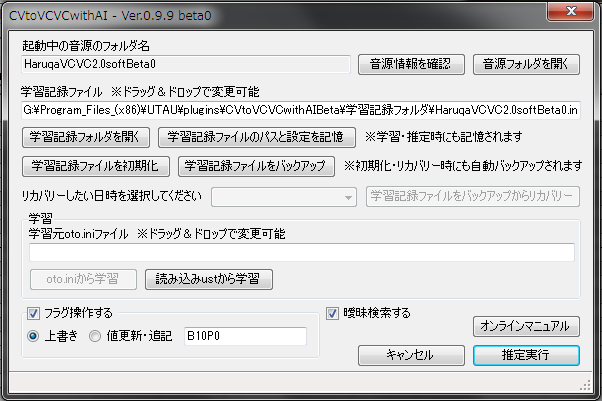 CVtoVCVCwithAI - Ver.0.9.9 beta0
起動中の音源のフォルダ名
HaruqaVCVC2.0softBeta0
音源情報を確認
音源フォルダを開く
学習記録ファイル ※ドラッグ&ドロップで変更可能
G:¥Program_Files_(x86)¥UTAU¥plugins¥CVtoVCVCwithAIBeta¥学習記録フォルダ¥HaruqaVCVC2.0softBeta0.in
学習記録フォルダを開く
学習記録ファイルのパスと設定を記憶
※学習・推定時にも記憶されます
学習記録ファイルを初期化
学習記録ファイルをバックアップ
※初期化・リカバリー時にも自動バックアップされます
リカバリーしたい日時を選択してください
学習記録ファイルをバックアップからリカバリー
学習
学習元oto.iniファイル ※ドラッグ&ドロップで変更可能
oto.iniから学習
読み込みustから学習
フラグ操作する
曖昧検索する
上書き
値更新・追記
B10P0
オンラインマニュアル
キャンセル
推定実行